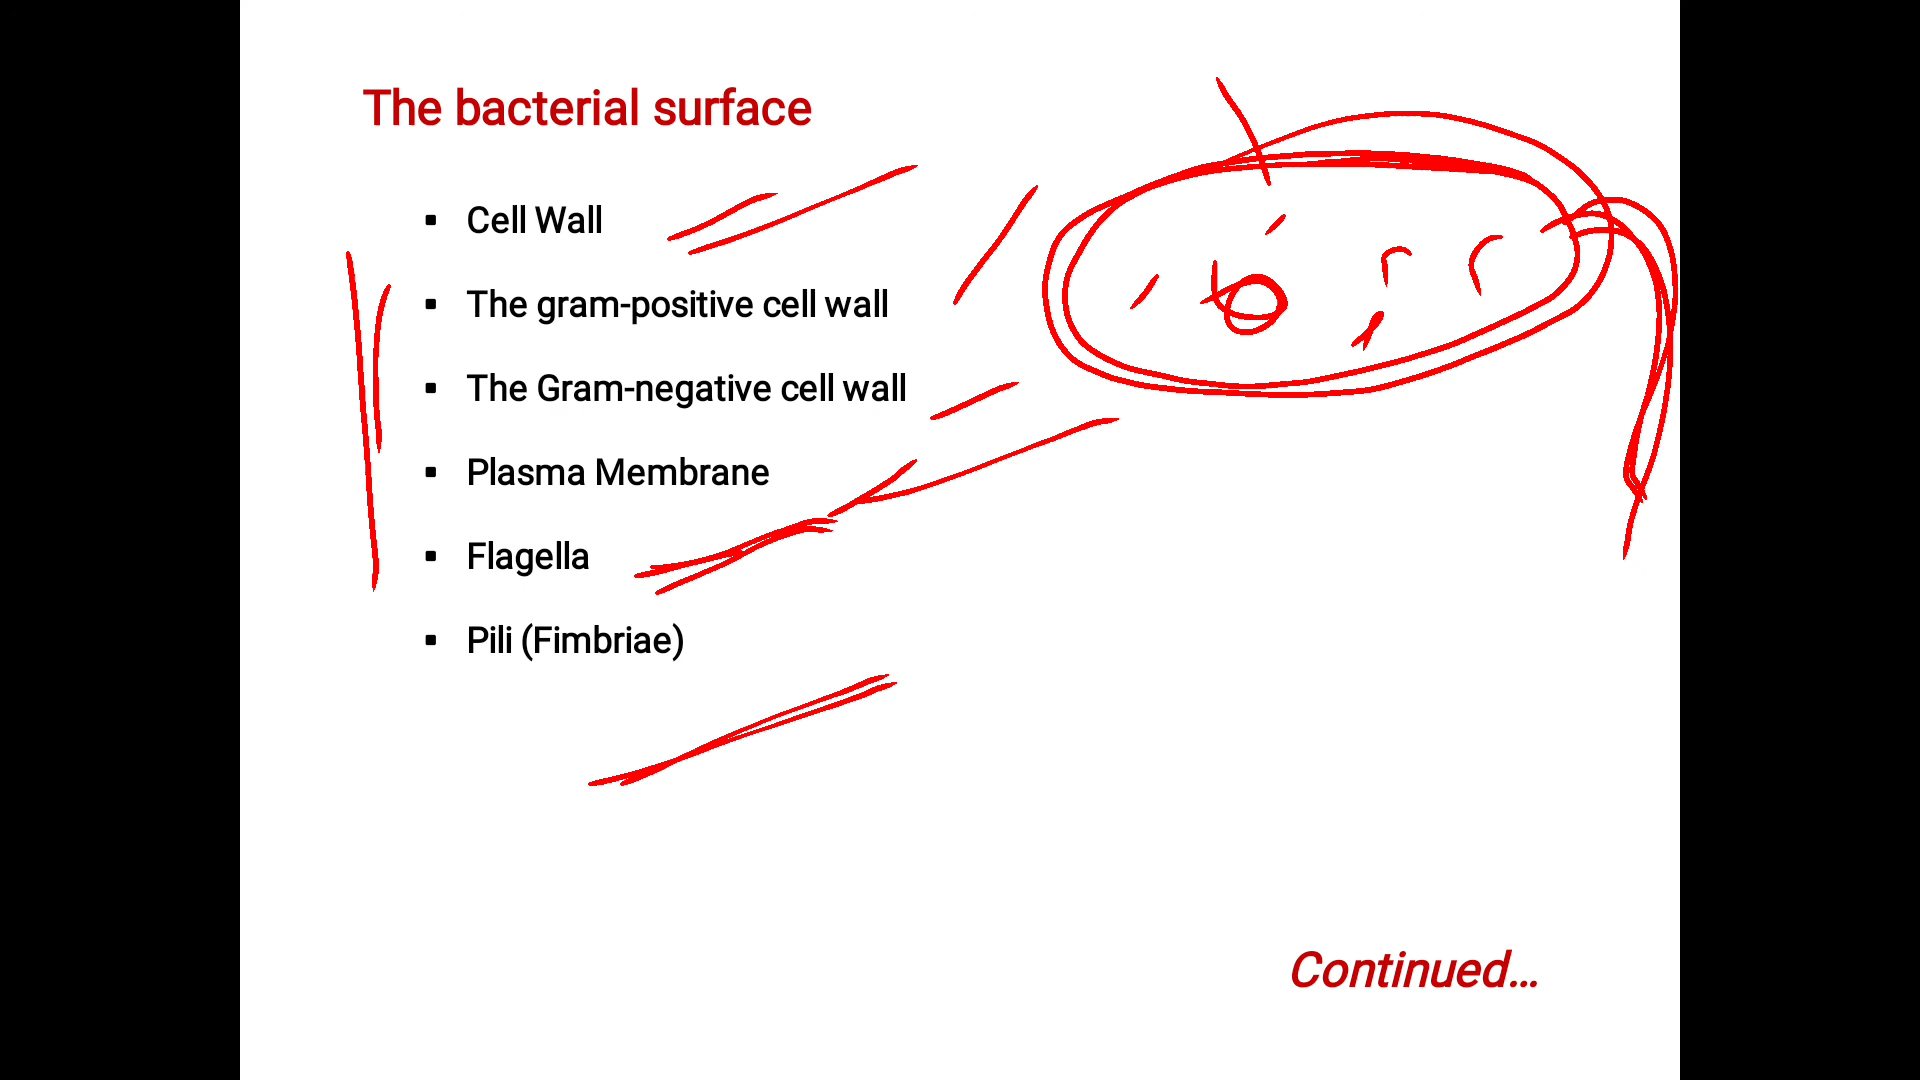 The bacterial surface
▪ Cell Wall
▪ The gram-positive cell wall
▪ The Gram-negative cell wall
▪ Plasma Membrane
▪ Flagella
▪ Pili (Fimbriae)
Continued...